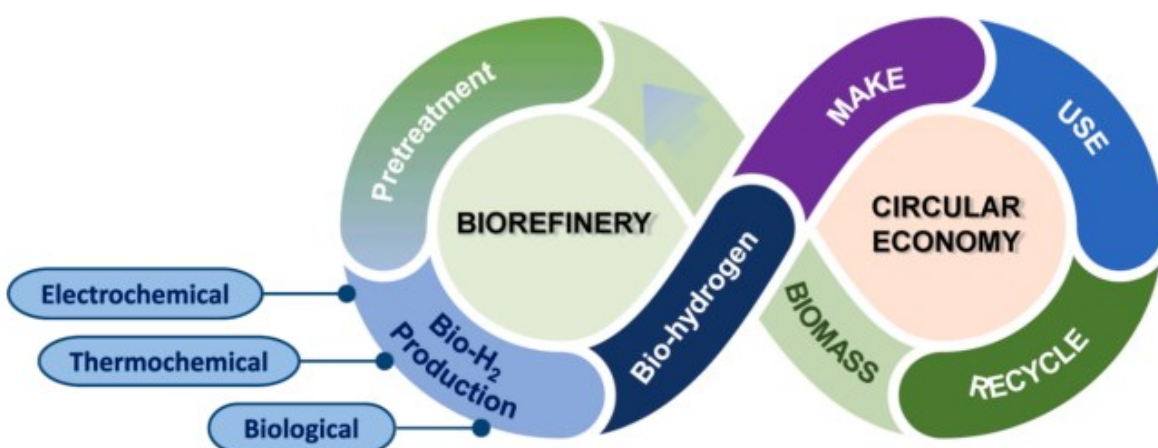 Pretreatment
BIOREFINERY
Electrochemical
Thermochemical
Biological
Bio-H₂
Production
Bio-hydrogen
MAKE
USE
CIRCULAR
ECONOMY
RECYCLE
BIOMASS